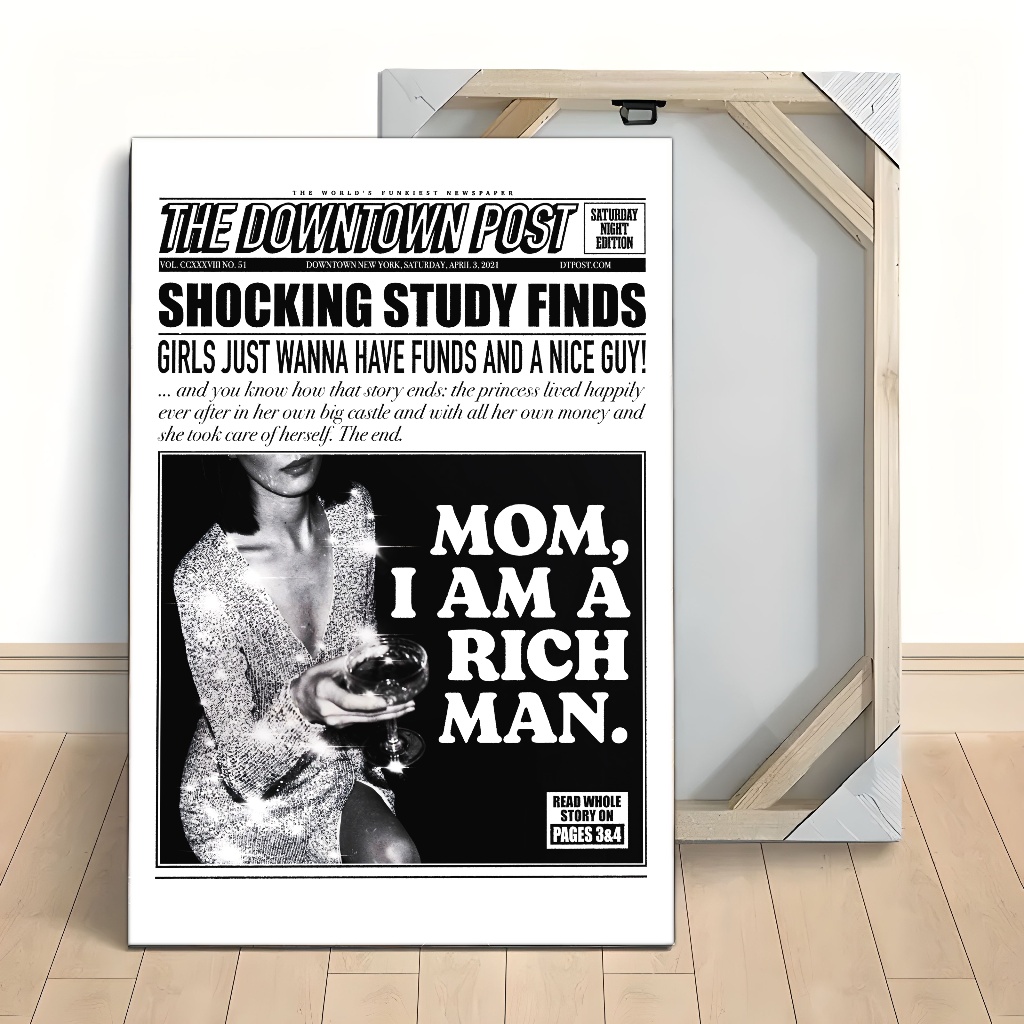 THE WORLD'S FUNKIEST NEWSPAPER
THE DOWNTOWN POST
SATURDAY
NIGHT
EDITION
VOL. CCXXXVIII NO. 51 DOWNTOWN NEW YORK, SATURDAY, APRIL 3, 2021 DTPOST.COM
SHOCKING STUDY FINDS
GIRLS JUST WANNA HAVE FUNDS AND A NICE GUY!
... and you know how that story ends: the princess lived happily
ever after in her own big castle and with all her own money and
she took care of herself. The end.
MOM,
I AM A
RICH
MAN.
READ WHOLE
STORY ON
PAGES 3&4